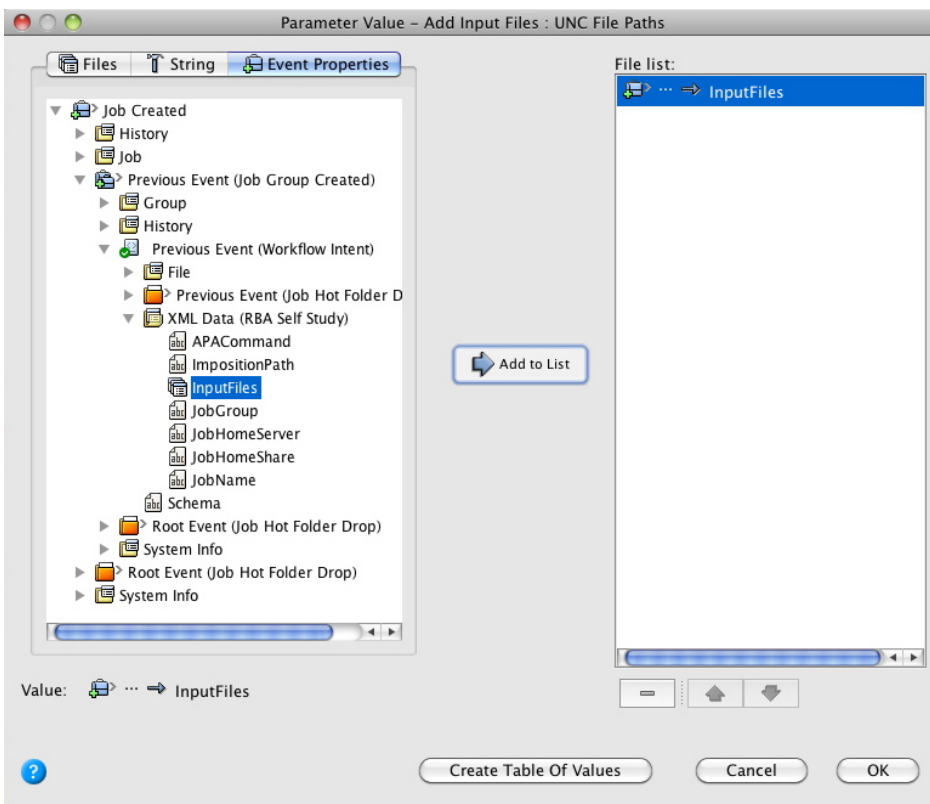 Parameter Value – Add Input Files : UNC File Paths
Files String Event Properties
Job Created
History
Job
Previous Event (Job Group Created)
Group
History
Previous Event (Workflow Intent)
File
Previous Event (Job Hot Folder D
XML Data (RBA Self Study)
APACommand
ImpositionPath
InputFiles
JobGroup
JobHomeServer
JobHomeShare
JobName
Schema
Root Event (Job Hot Folder Drop)
System Info
Root Event (Job Hot Folder Drop)
System Info
Add to List
File list:
··· InputFiles
Value: ··· InputFiles
?
Create Table Of Values Cancel OK